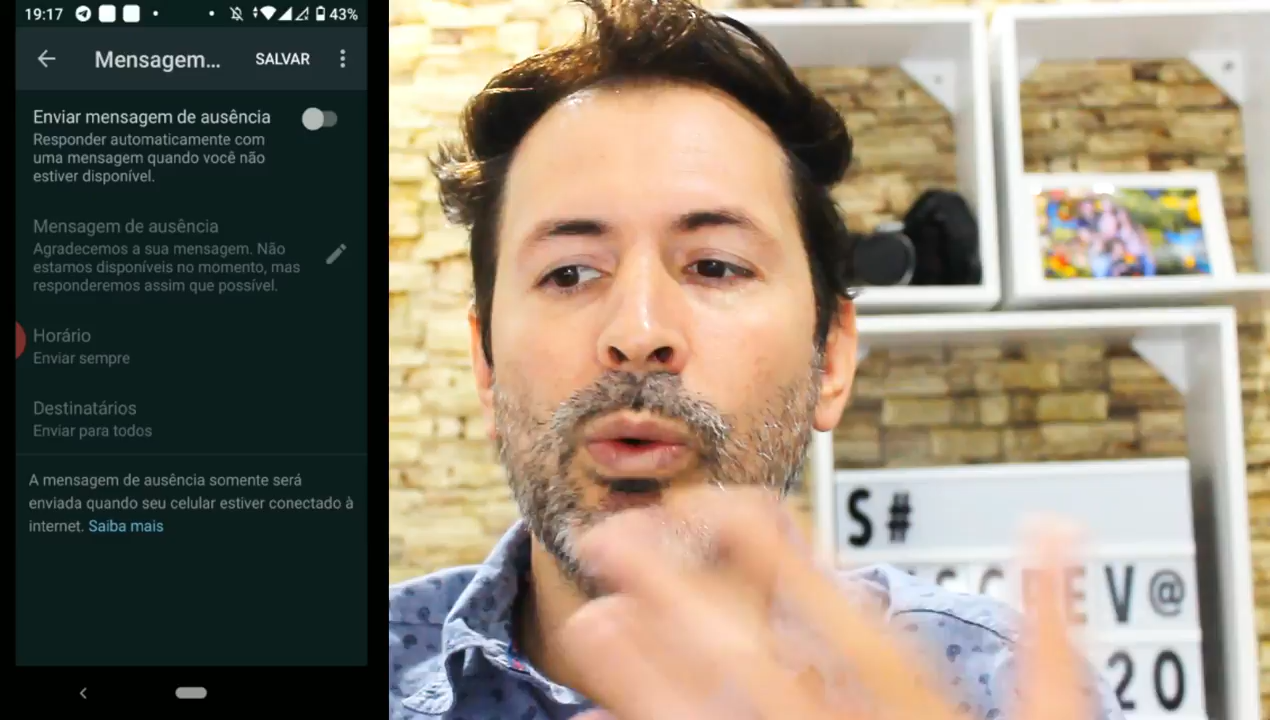 19:17 43%
Mensagem... SALVAR
Enviar mensagem de ausência
Responder automaticamente com
uma mensagem quando você não
estiver disponível.
Mensagem de ausência
Agradecemos a sua mensagem. Não
estamos disponíveis no momento, mas
responderemos assim que possível.
Horário
Enviar sempre
Destinatários
Enviar para todos
A mensagem de ausência somente será
enviada quando seu celular estiver conectado à
internet. Saiba mais
S#
EV@
20